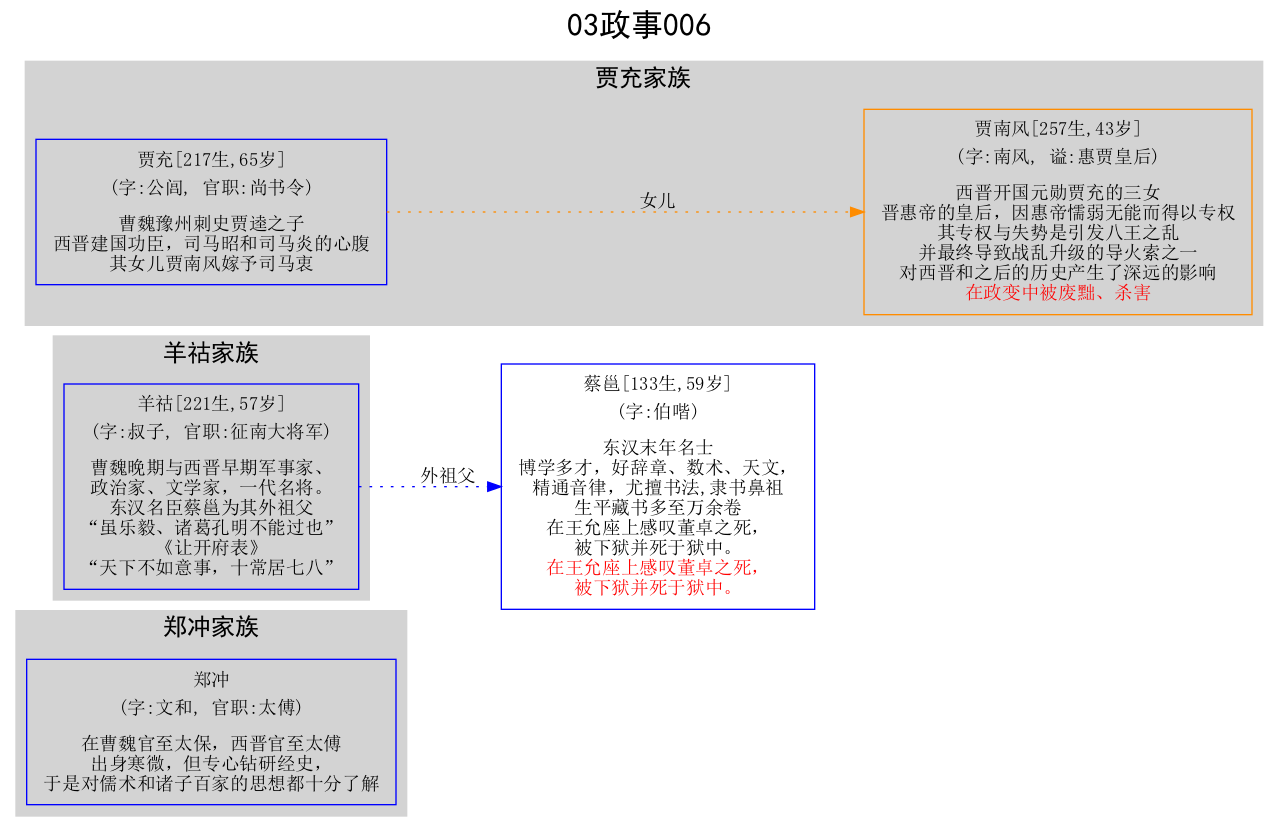 03政事006
贾充家族
贾充[217生,65岁]
(字:公闾, 官职:尚书令)
曹魏豫州刺史贾逵之子
西晋建国功臣，司马昭和司马炎的心腹
其女儿贾南风嫁予司马衷
女儿
贾南风[257生,43岁]
(字:南风, 谥:惠贾皇后)
西晋开国元勋贾充的三女
晋惠帝的皇后，因惠帝懦弱无能而得以专权
其专权与失势是引发八王之乱
并最终导致战乱升级的导火索之一
对西晋和之后的历史产生了深远的影响
在政变中被废黜、杀害
羊祜家族
羊祜[221生,57岁]
(字:叔子, 官职:征南大将军)
曹魏晚期与西晋早期军事家、
政治家、文学家，一代名将。
东汉名臣蔡邕为其外祖父
“虽乐毅、诸葛孔明不能过也”
《让开府表》
“天下不如意事，十常居七八”
外祖父
蔡邕[133生,59岁]
(字:伯喈)
东汉末年名士
博学多才，好辞章、数术、天文，
精通音律，尤擅书法,隶书鼻祖
生平藏书多至万余卷
在王允座上感叹董卓之死，
被下狱并死于狱中。
在王允座上感叹董卓之死，
被下狱并死于狱中。
郑冲家族
郑冲
(字:文和, 官职:太傅)
在曹魏官至太保，西晋官至太傅
出身寒微，但专心钻研经史，
于是对儒术和诸子百家的思想都十分了解